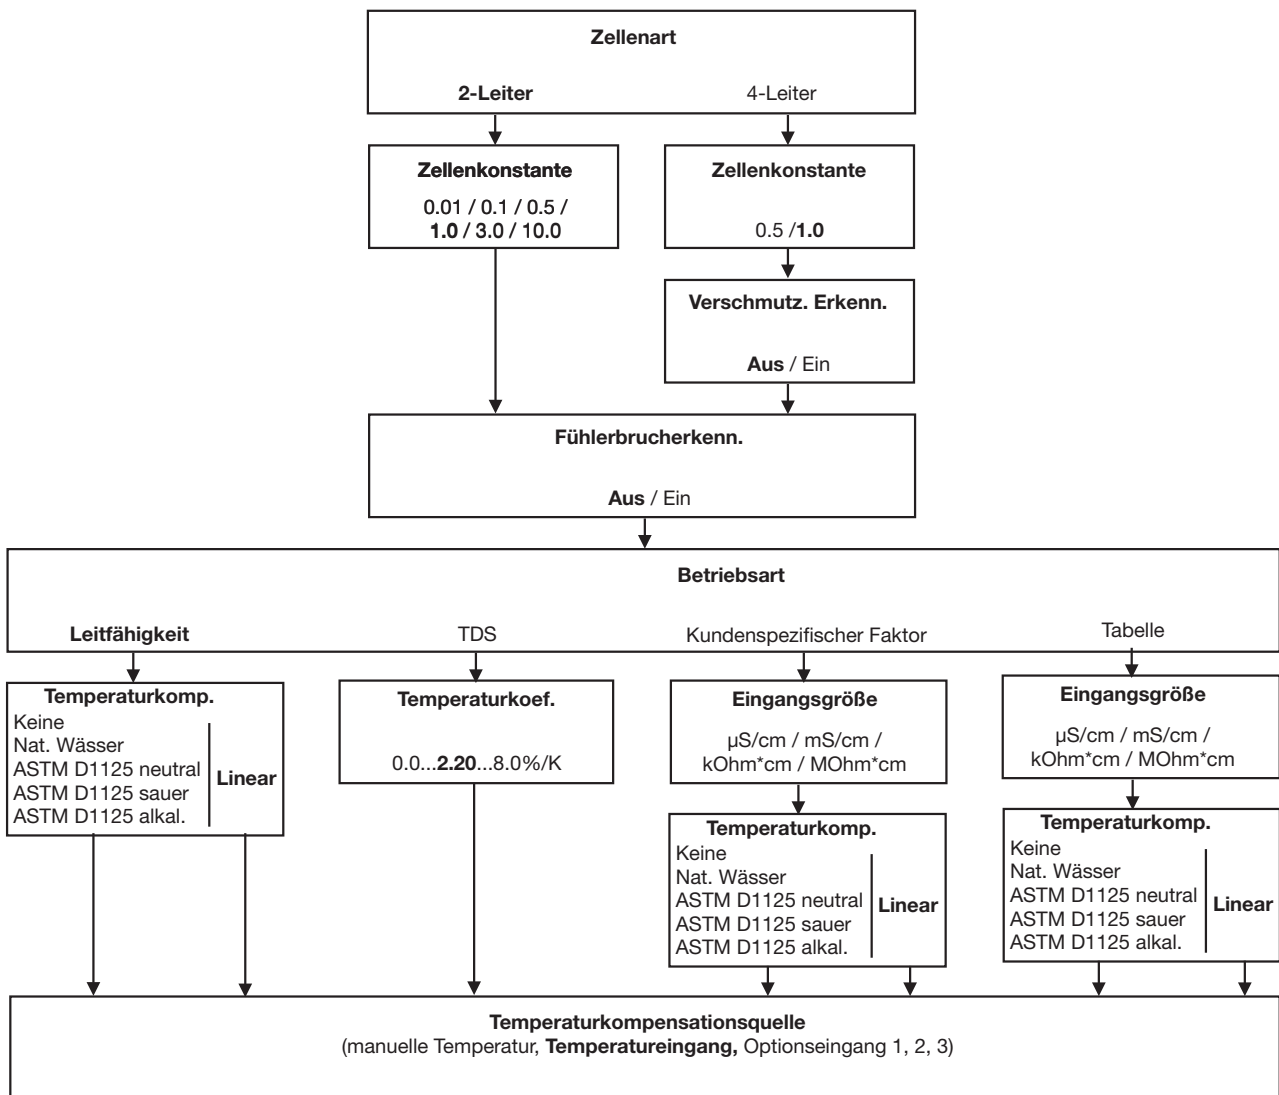 Zellenart
2-Leiter
4-Leiter
Zellenkonstante
0.01 / 0.1 / 0.5 /
1.0 / 3.0 / 10.0
Zellenkonstante
0.5 /1.0
Verschmutz. Erkenn.
Aus / Ein
Fühlerbrucherkenn.
Aus / Ein
Betriebsart
Leitfähigkeit
TDS
Kundenspezifischer Faktor
Tabelle
Temperaturkomp.
Keine
Nat. Wässer
ASTM D1125 neutral
ASTM D1125 sauer
ASTM D1125 alkal.
Linear
Temperaturkoef.
0.0...2.20...8.0%/K
Eingangsgröße
µS/cm / mS/cm /
kOhm*cm / MOhm*cm
Temperaturkomp.
Keine
Nat. Wässer
ASTM D1125 neutral
ASTM D1125 sauer
ASTM D1125 alkal.
Linear
Eingangsgröße
µS/cm / mS/cm /
kOhm*cm / MOhm*cm
Temperaturkomp.
Keine
Nat. Wässer
ASTM D1125 neutral
ASTM D1125 sauer
ASTM D1125 alkal.
Linear
Temperaturkompensationsquelle
(manuelle Temperatur, Temperatureingang, Optionseingang 1, 2, 3)